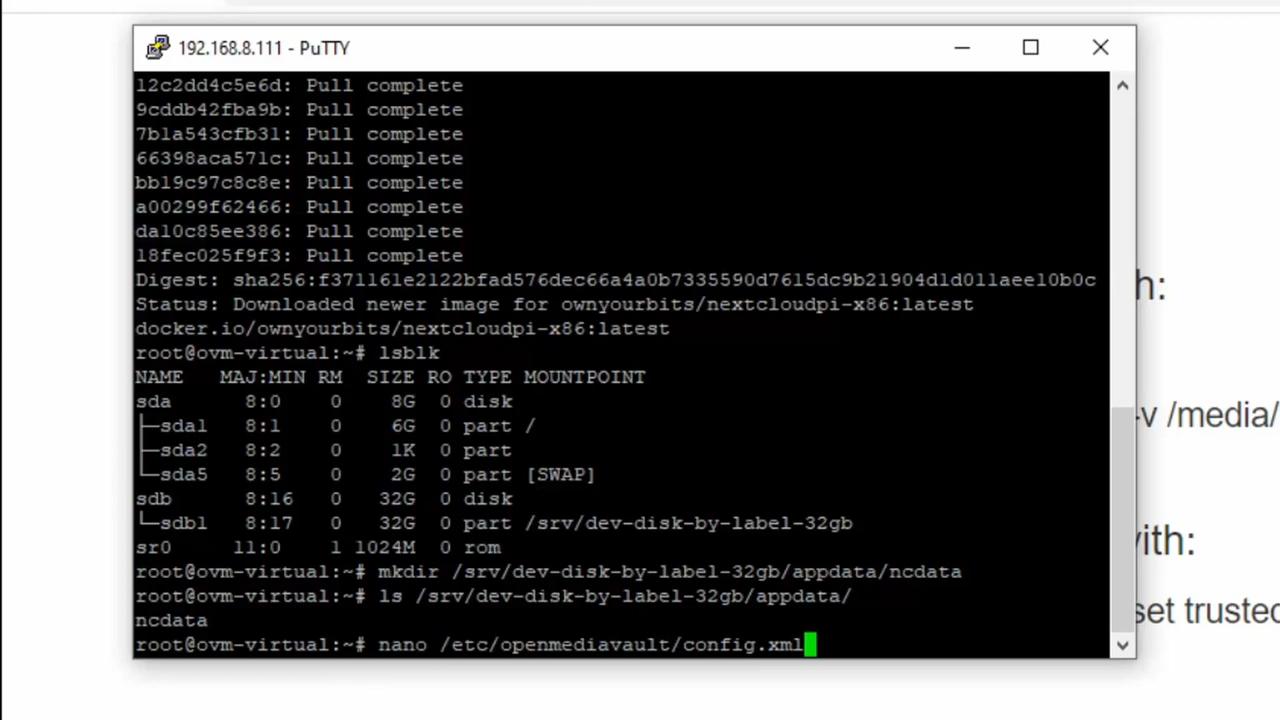 192.168.8.111 - PuTTY
12c2dd4c5e6d: Pull complete
9cddb42fba9b: Pull complete
7b1a543cfb31: Pull complete
66398aca571c: Pull complete
bb19c97c8c8e: Pull complete
a00299f62466: Pull complete
da10c85ee386: Pull complete
18fec025f9f3: Pull complete
Digest: sha256:f371161e2122bfad576dec66a4a0b7335590d7615dc9b21904d1d011aee10b0c
Status: Downloaded newer image for ownyourbits/nextcloudpi-x86:latest
docker.io/ownyourbits/nextcloudpi-x86:latest
root@ovm-virtual:~# lsblk
NAME   MAJ:MIN RM  SIZE RO TYPE MOUNTPOINT
sda      8:0    0    8G  0 disk
├─sda1   8:1    0    6G  0 part /
├─sda2   8:2    0    1K  0 part
└─sda5   8:5    0    2G  0 part [SWAP]
sdb      8:16   0   32G  0 disk
└─sdb1   8:17   0   32G  0 part /srv/dev-disk-by-label-32gb
sr0     11:0    1 1024M  0 rom
root@ovm-virtual:~# mkdir /srv/dev-disk-by-label-32gb/appdata/ncdata
root@ovm-virtual:~# ls /srv/dev-disk-by-label-32gb/appdata/
ncdata
root@ovm-virtual:~# nano /etc/openmediavault/config.xml
h:
-v /media/
ith:
set trusted